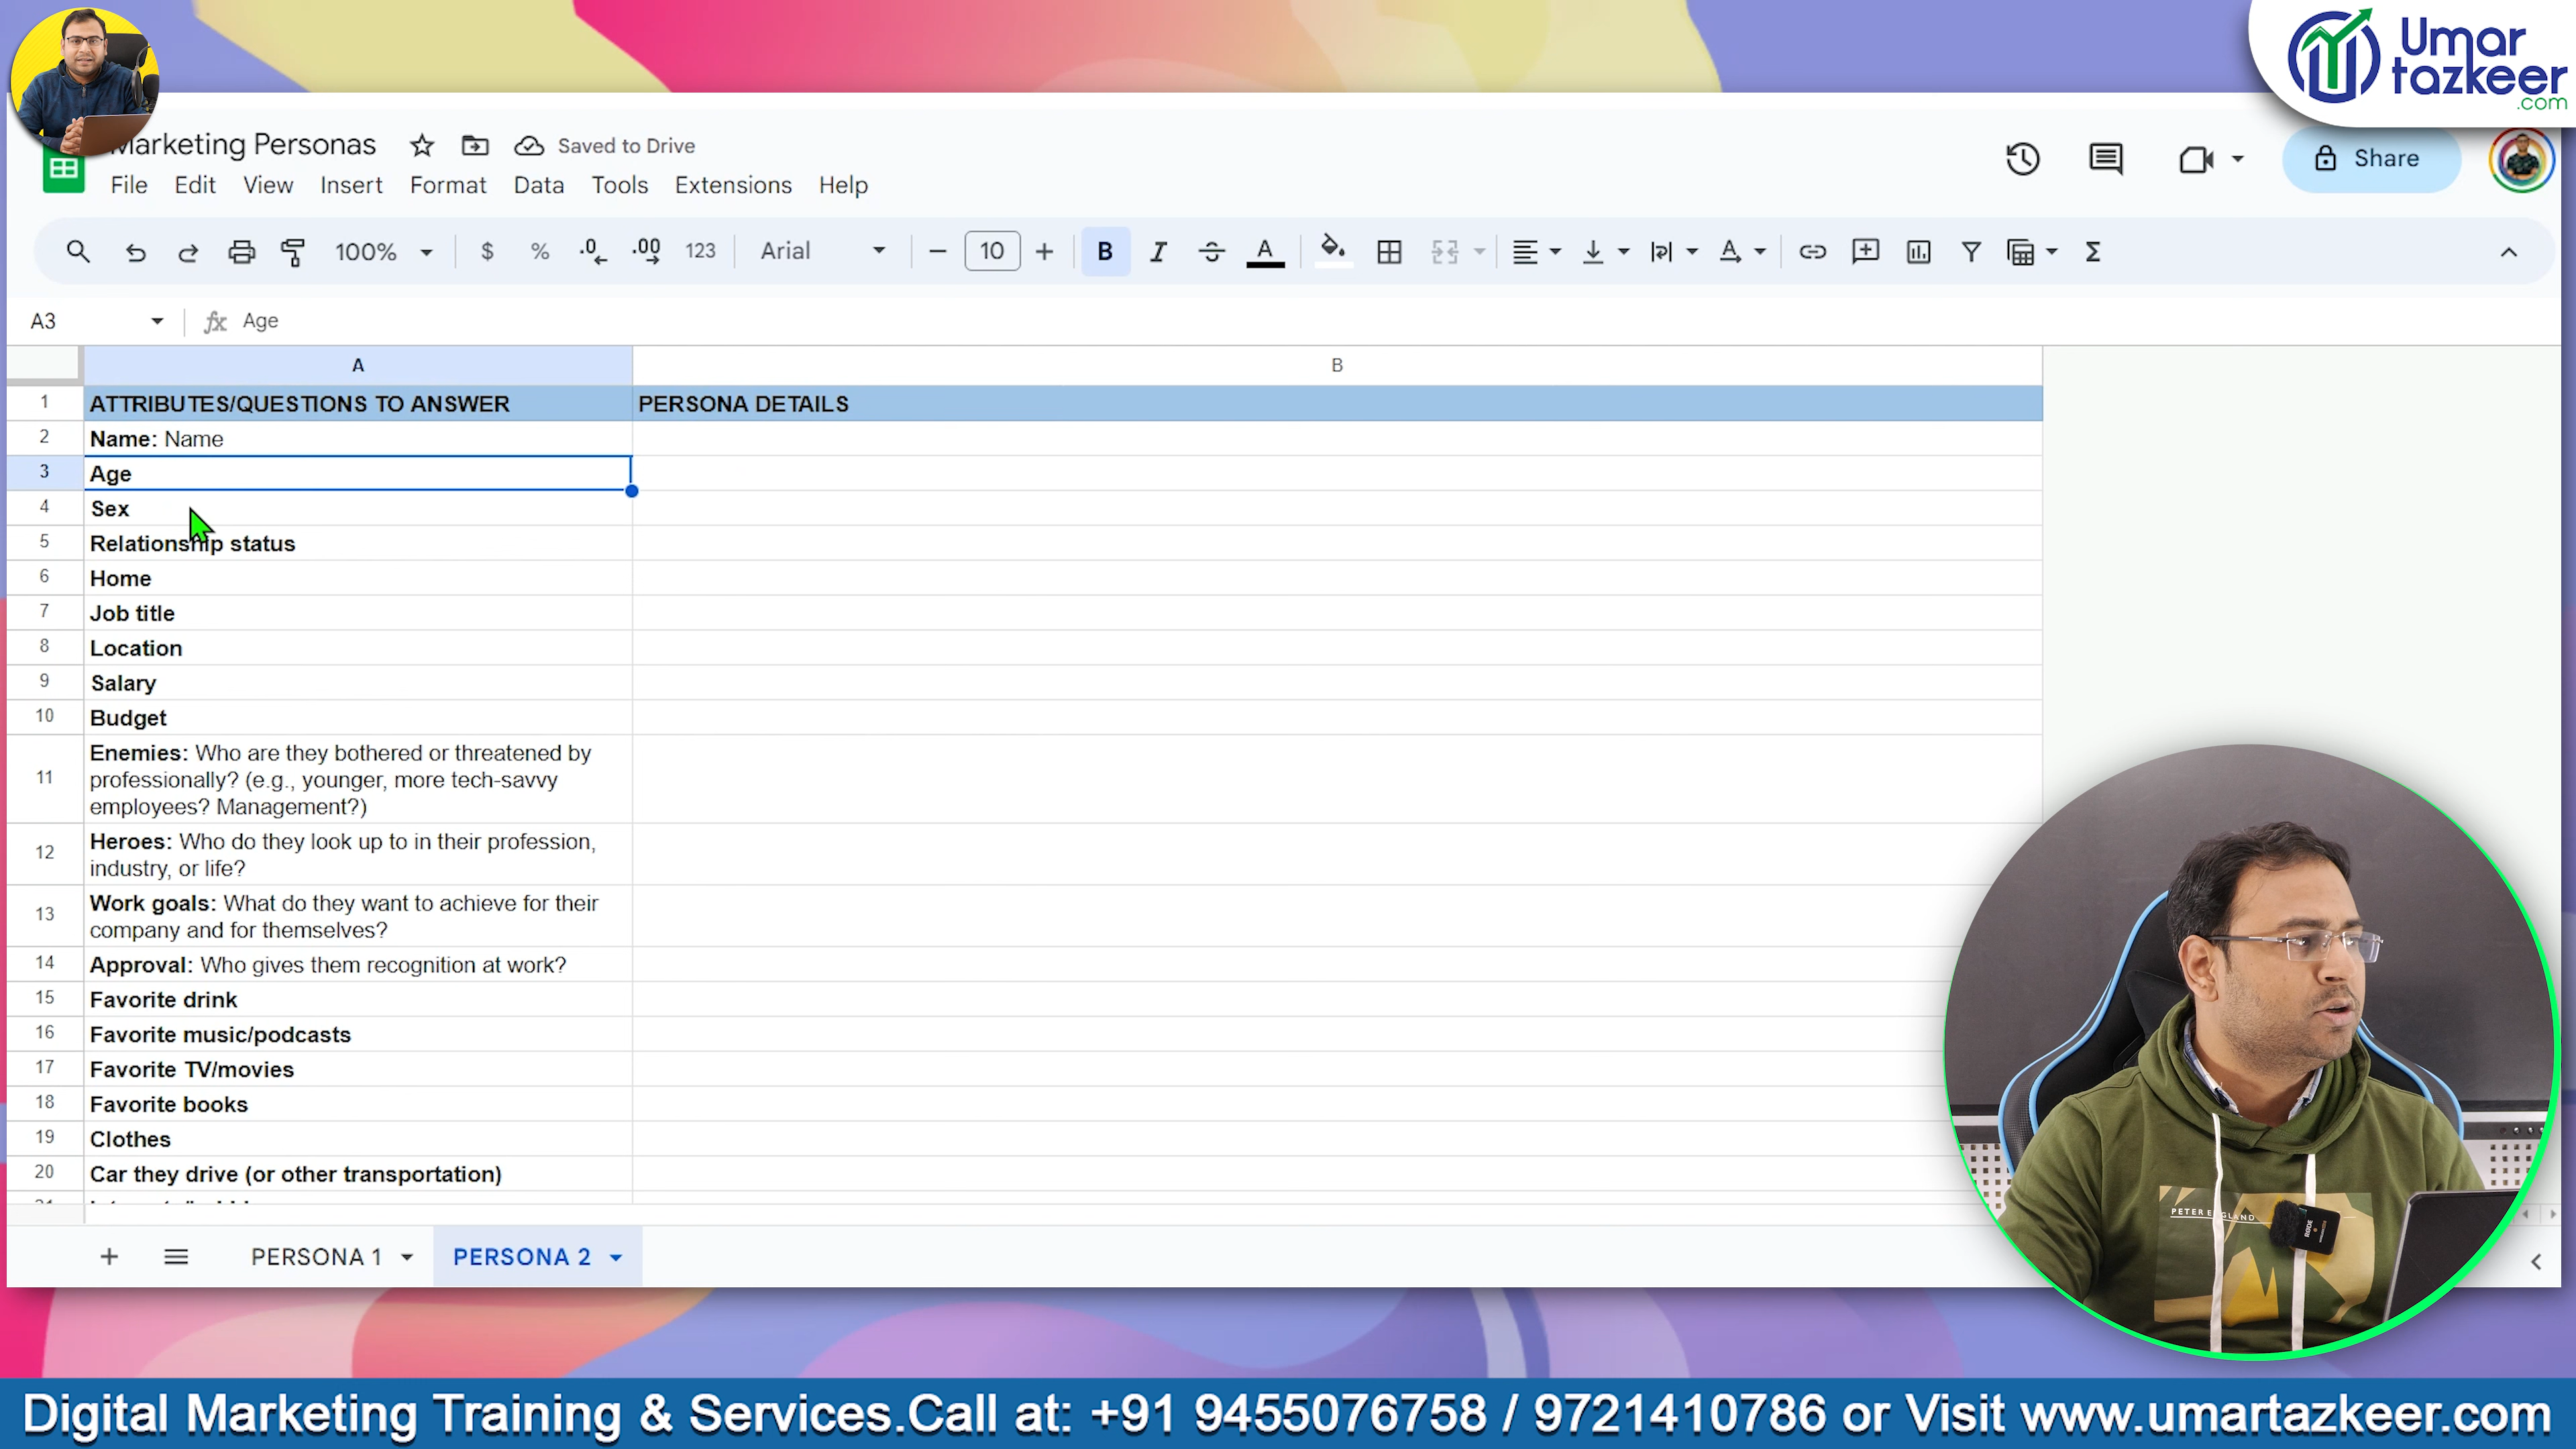 Umar
tazkeer
.com
Marketing Personas
Saved to Drive
File Edit View Insert Format Data Tools Extensions Help
Share
100% $ % .0 .00 123 Arial 10 B I A A Σ
A3 fx Age
A B
1 ATTRIBUTES/QUESTIONS TO ANSWER PERSONA DETAILS
2 Name: Name
3 Age
4 Sex
5 Relationship status
6 Home
7 Job title
8 Location
9 Salary
10 Budget
11 Enemies: Who are they bothered or threatened by
professionally? (e.g., younger, more tech-savvy
employees? Management?)
12 Heroes: Who do they look up to in their profession,
industry, or life?
13 Work goals: What do they want to achieve for their
company and for themselves?
14 Approval: Who gives them recognition at work?
15 Favorite drink
16 Favorite music/podcasts
17 Favorite TV/movies
18 Favorite books
19 Clothes
20 Car they drive (or other transportation)
PETER ENGLAND
RODE
PERSONA 1 PERSONA 2
Digital Marketing Training & Services.Call at: +91 9455076758 / 9721410786 or Visit www.umartazkeer.com